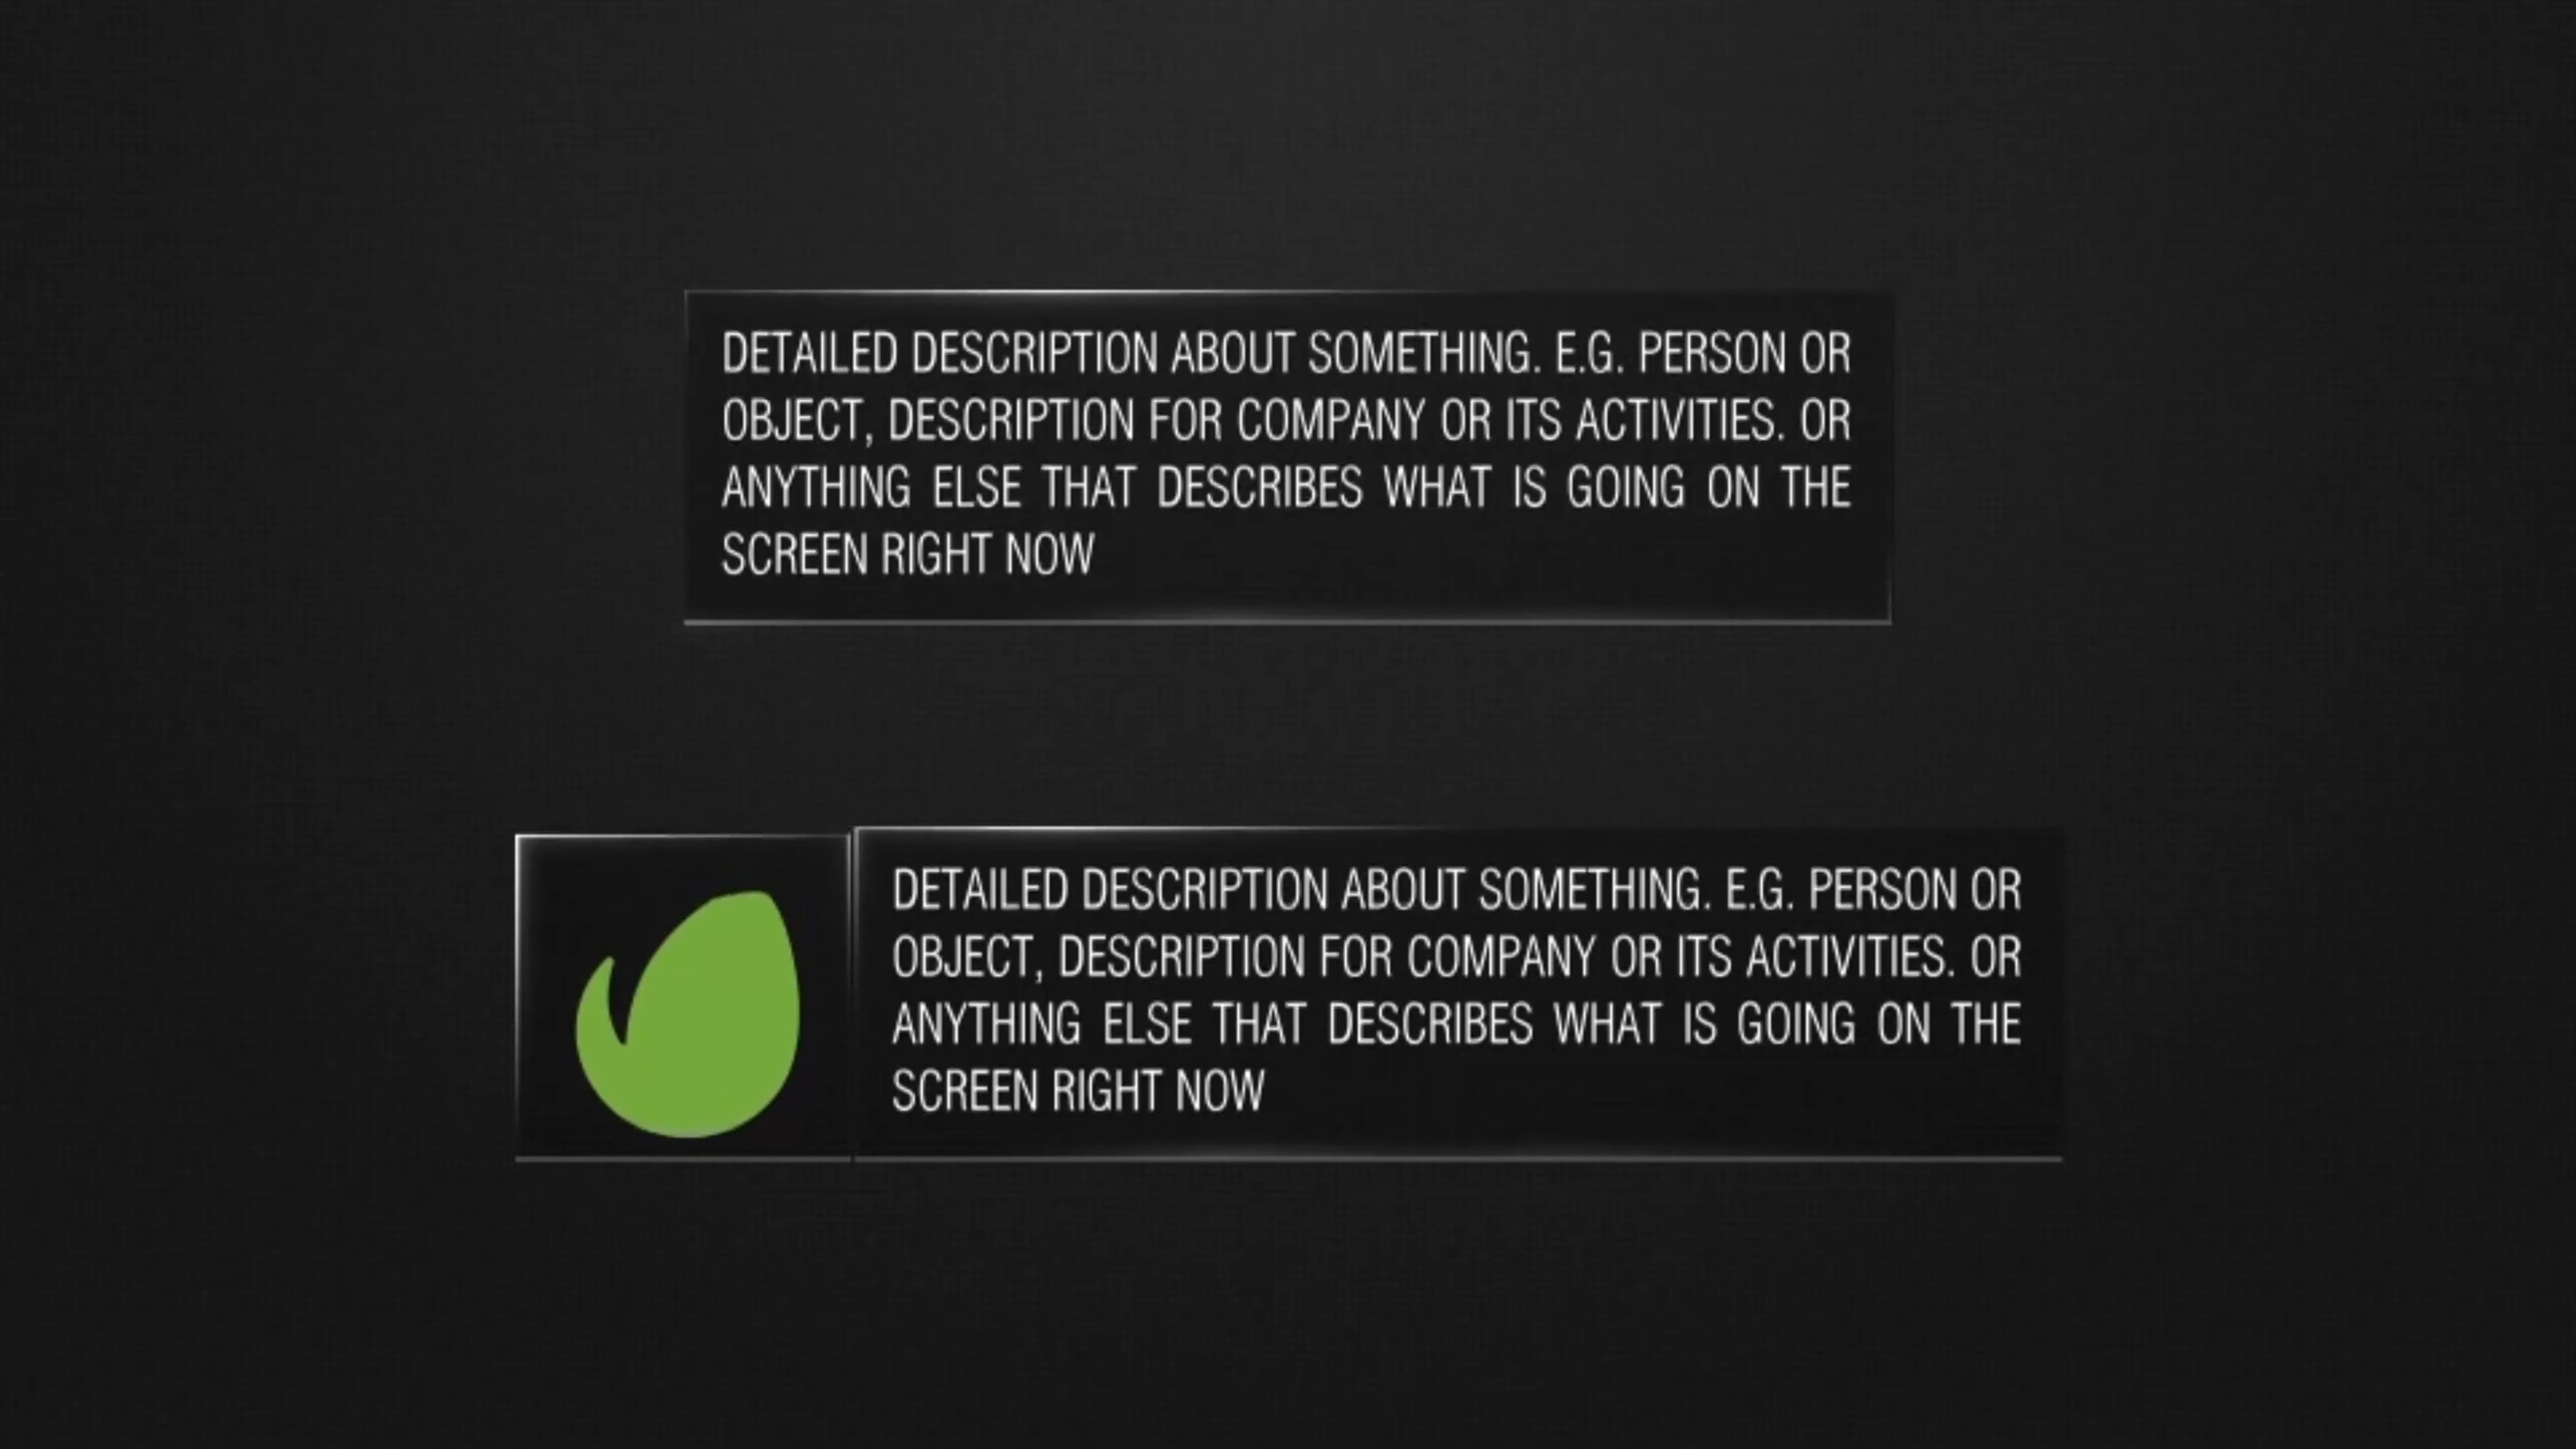 DETAILED DESCRIPTION ABOUT SOMETHING. E.G. PERSON OR
OBJECT, DESCRIPTION FOR COMPANY OR ITS ACTIVITIES. OR
ANYTHING ELSE THAT DESCRIBES WHAT IS GOING ON THE
SCREEN RIGHT NOW
DETAILED DESCRIPTION ABOUT SOMETHING. E.G. PERSON OR
OBJECT, DESCRIPTION FOR COMPANY OR ITS ACTIVITIES. OR
ANYTHING ELSE THAT DESCRIBES WHAT IS GOING ON THE
SCREEN RIGHT NOW